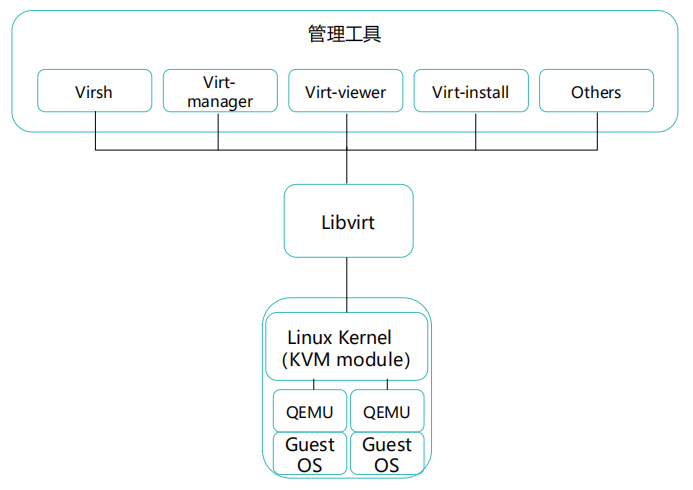 管理工具
Virsh
Virt-
manager
Virt-viewer
Virt-install
Others
Libvirt
Linux Kernel
（KVM module）
QEMU
QEMU
Guest
OS
Guest
OS